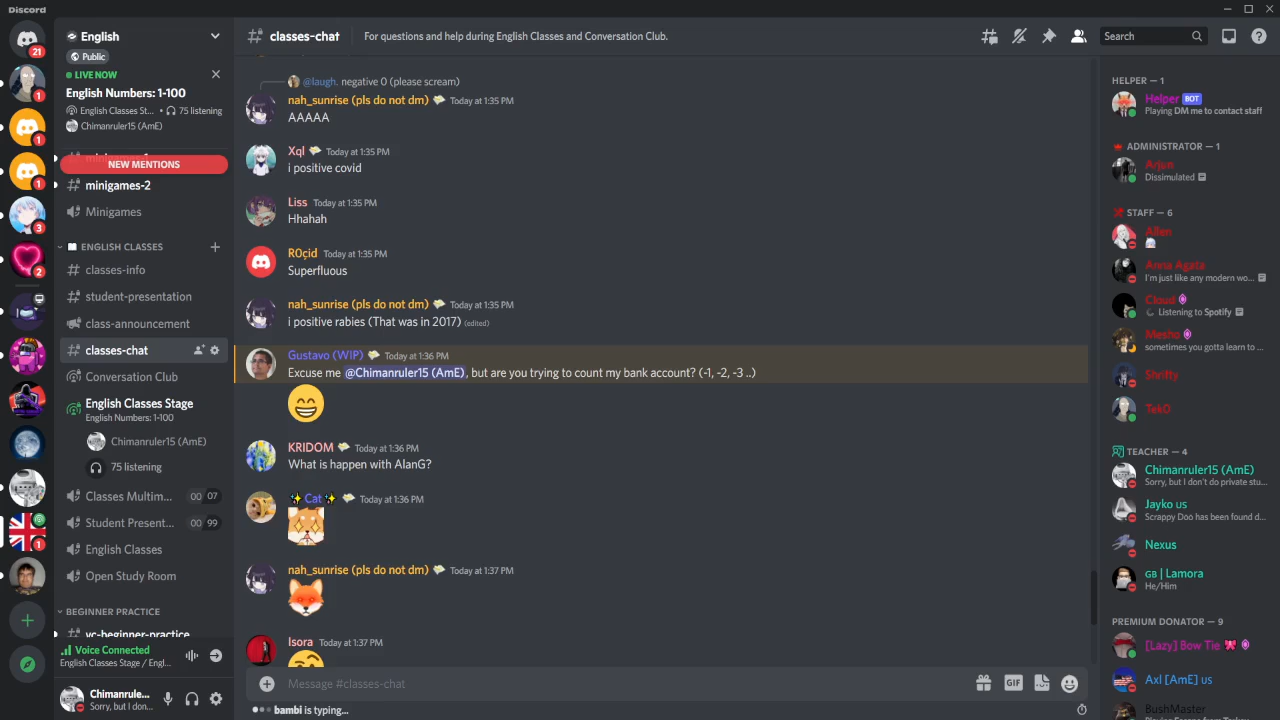 Discord
English
classes-chat
For questions and help during English Classes and Conversation Club.
Search
21
1
1
1
3
2
1
Public
LIVE NOW
English Numbers: 1-100
English Classes St...
75 listening
Chimanruler15 (AmE)
NEW MENTIONS
minigames-2
Minigames
ENGLISH CLASSES
classes-info
student-presentation
class-announcement
classes-chat
Conversation Club
English Classes Stage
English Numbers: 1-100
Chimanruler15 (AmE)
75 listening
Classes Multim... 00 07
Student Present... 00 99
English Classes
Open Study Room
BEGINNER PRACTICE
vc-beginner-practice
Voice Connected
English Classes Stage / Engl...
Chimanrule...
Sorry, but I don...
@laugh. negative 0 (please scream)
nah_sunrise (pls do not dm) Today at 1:35 PM
AAAAA
Xql Today at 1:35 PM
i positive covid
Liss Today at 1:35 PM
Hhahah
R0çid Today at 1:35 PM
Superfluous
nah_sunrise (pls do not dm) Today at 1:35 PM
i positive rabies (That was in 2017) (edited)
Gustavo (WIP) Today at 1:36 PM
Excuse me @Chimanruler15 (AmE), but are you trying to count my bank account? (-1, -2, -3 ..)
KRIDOM Today at 1:36 PM
What is happen with AlanG?
Cat Today at 1:36 PM
nah_sunrise (pls do not dm) Today at 1:37 PM
Isora Today at 1:37 PM
Message #classes-chat
GIF
bambi is typing...
HELPER — 1
Helper BOT
Playing DM me to contact staff
ADMINISTRATOR — 1
Arjun
Dissimulated
STAFF — 6
Allen
Anna Agata
I'm just like any modern wo...
Cloud
Listening to Spotify
Mesho
sometimes you gotta learn to ...
Shrifty
TekO
TEACHER — 4
Chimanruler15 (AmE)
Sorry, but I don't do private stu...
Jayko us
Scrappy Doo has been found d...
Nexus
GB | Lamora
He/Him
PREMIUM DONATOR — 9
[Lazy] Bow Tie
Axl [AmE] us
BushMaster